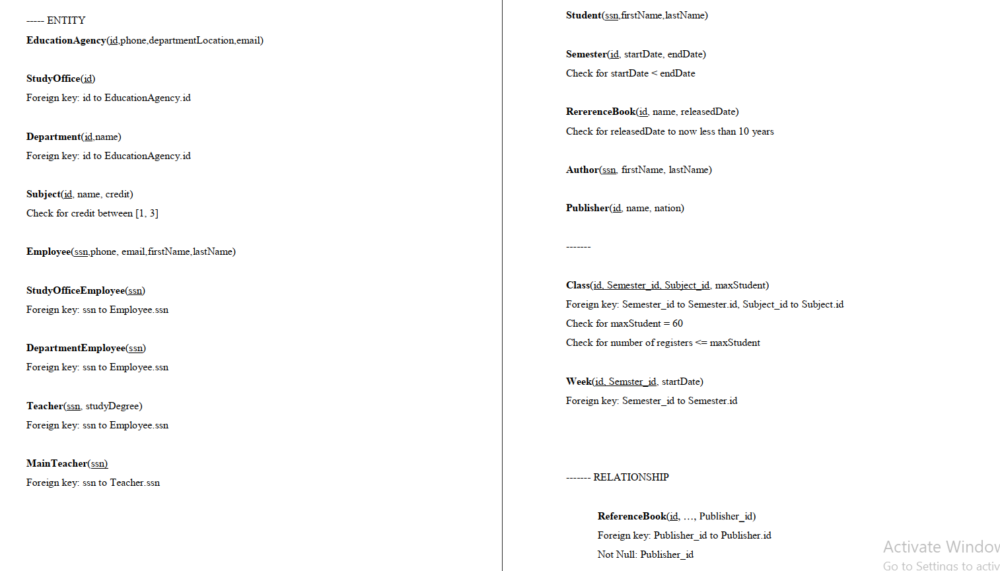 ----- ENTITY
EducationAgency(id,phone,departmentLocation,email)
StudyOffice(id)
Foreign key: id to EducationAgency.id
Department(id,name)
Foreign key: id to EducationAgency.id
Subject(id, name, credit)
Check for credit between [1, 3]
Employee(ssn,phone, email,firstName,lastName)
StudyOfficeEmployee(ssn)
Foreign key: ssn to Employee.ssn
DepartmentEmployee(ssn)
Foreign key: ssn to Employee.ssn
Teacher(ssn, studyDegree)
Foreign key: ssn to Employee.ssn
MainTeacher(ssn)
Foreign key: ssn to Teacher.ssn
Student(ssn,firstName,lastName)
Semester(id, startDate, endDate)
Check for startDate < endDate
RererenceBook(id, name, releasedDate)
Check for releasedDate to now less than 10 years
Author(ssn, firstName, lastName)
Publisher(id, name, nation)
-------
Class(id, Semester_id, Subject_id, maxStudent)
Foreign key: Semester_id to Semester.id, Subject_id to Subject.id
Check for maxStudent = 60
Check for number of registers <= maxStudent
Week(id, Semster_id, startDate)
Foreign key: Semester_id to Semester.id
------- RELATIONSHIP
ReferenceBook(id, …, Publisher_id)
Foreign key: Publisher_id to Publisher.id
Not Null: Publisher_id
Activate Window
Go to Settings to activ